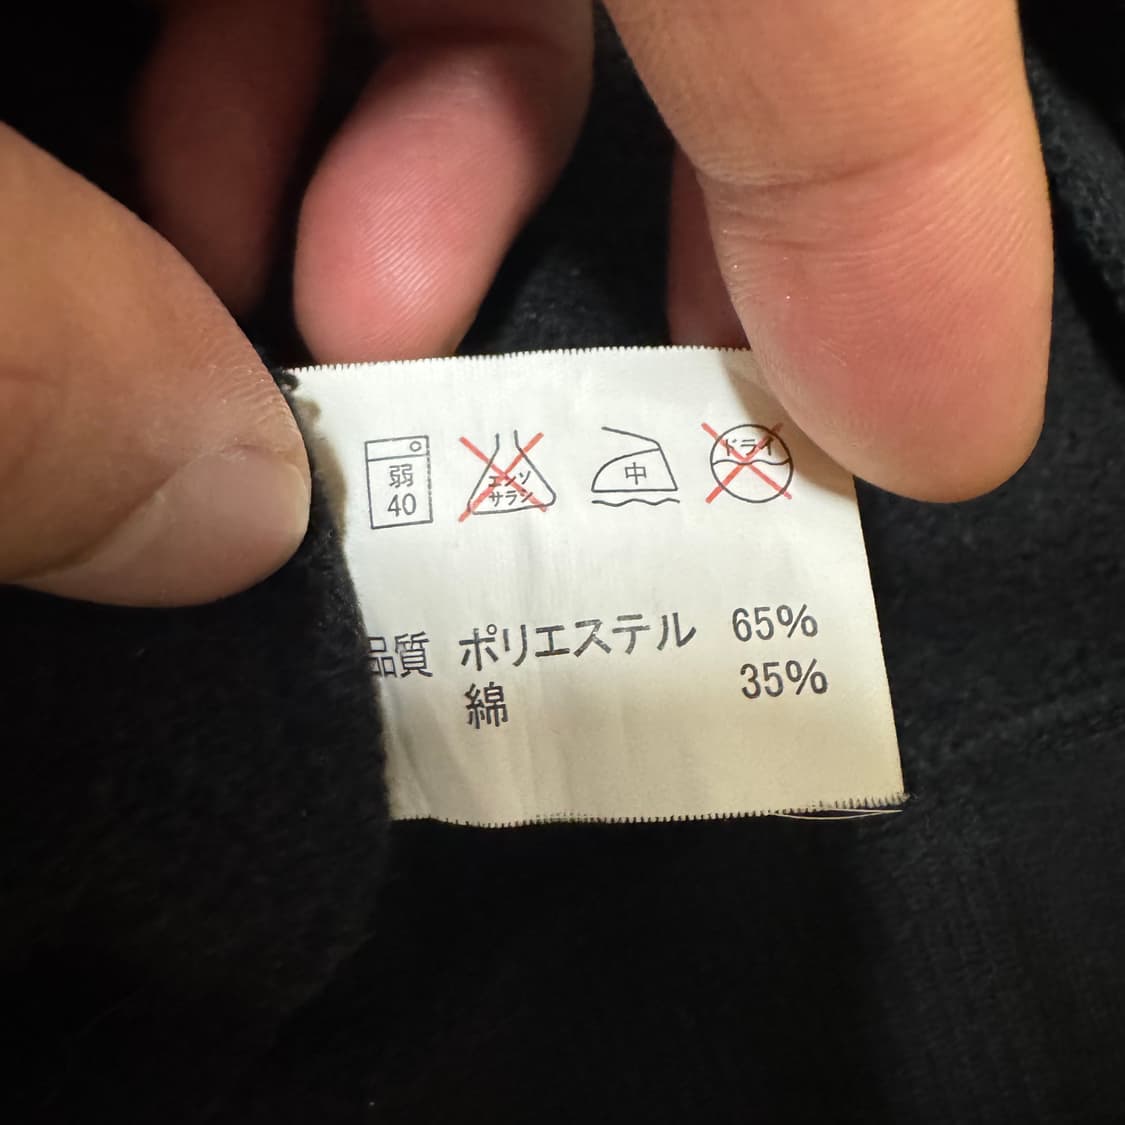 弱
40
エンソ
サラシ
中
ドライ
品質 ポリエステル 65%
綿 35%